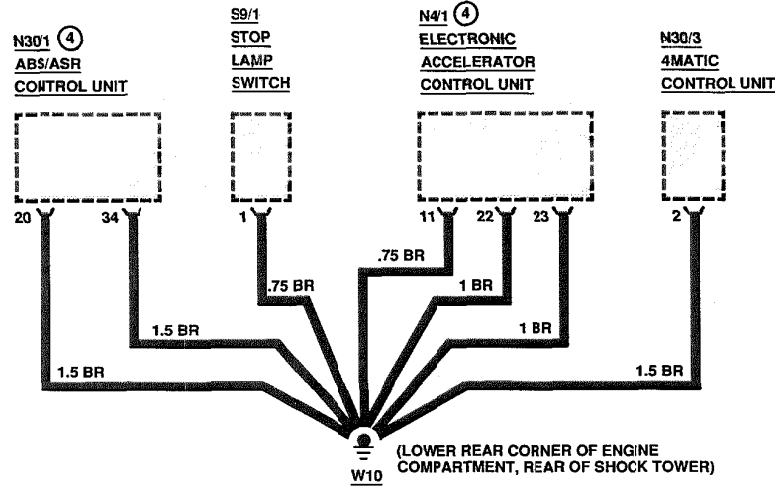 N30/1 4
ABS/ASR
CONTROL UNIT
S9/1
STOP
LAMP
SWITCH
N4/1 4
ELECTRONIC
ACCELERATOR
CONTROL UNIT
N30/3
4MATIC
CONTROL UNIT
20 34 1 11 22 23 2
.75 BR
.75 BR 1 BR
1.5 BR 1 BR
1.5 BR 1.5 BR
(LOWER REAR CORNER OF ENGINE
COMPARTMENT, REAR OF SHOCK TOWER)
W10